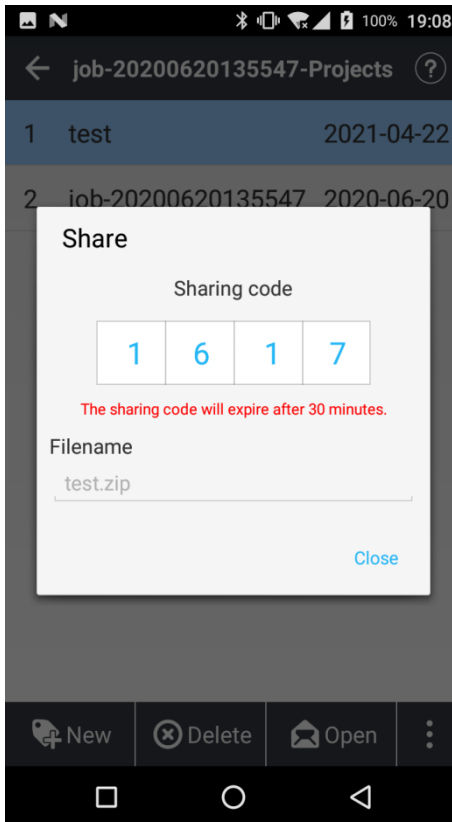 100% 19:08
job-20200620135547-Projects ?
1 test 2021-04-22
2 job-20200620135547 2020-06-20
Share
Sharing code
1 6 1 7
The sharing code will expire after 30 minutes.
Filename
test.zip
Close
New Delete Open